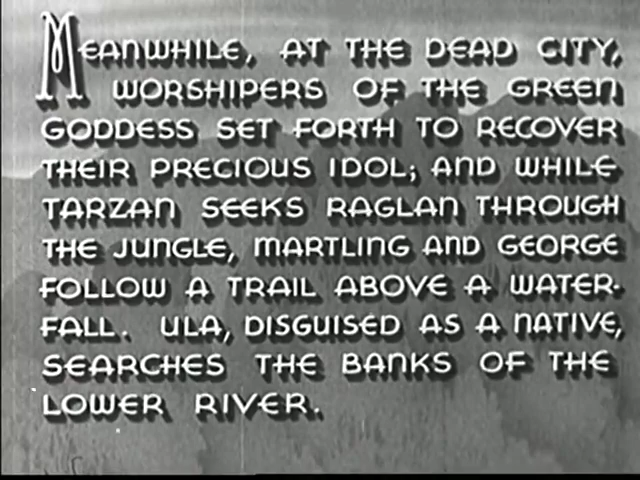 MEANWHILE, AT THE DEAD CITY,
WORSHIPERS OF THE GREEN
GODDESS SET FORTH TO RECOVER
THEIR PRECIOUS IDOL; AND WHILE
TARZAN SEEKS RAGLAN THROUGH
THE JUNGLE, MARTLING AND GEORGE
FOLLOW A TRAIL ABOVE A WATER-
FALL. ULA, DISGUISED AS A NATIVE,
SEARCHES THE BANKS OF THE
LOWER RIVER.